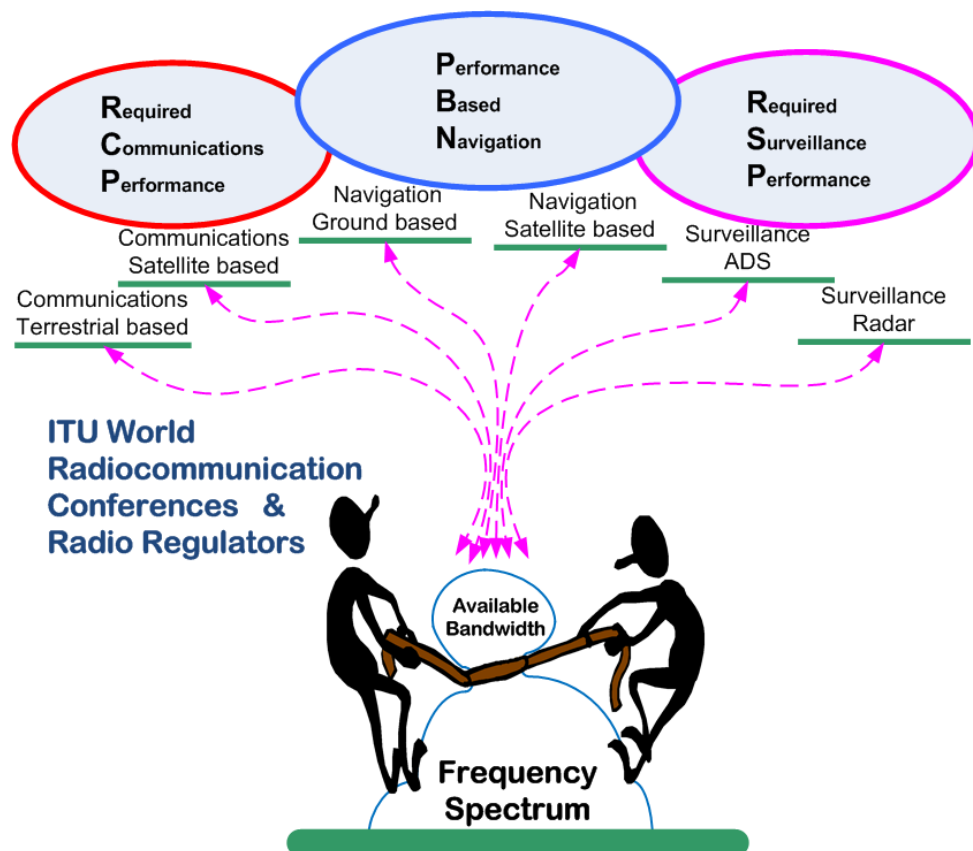 Required
Communications
Performance
Performance
Based
Navigation
Required
Surveillance
Performance
Communications
Terrestrial based
Communications
Satellite based
Navigation
Ground based
Navigation
Satellite based
Surveillance
ADS
Surveillance
Radar
ITU World
Radiocommunication
Conferences &
Radio Regulators
Available
Bandwidth
Frequency
Spectrum